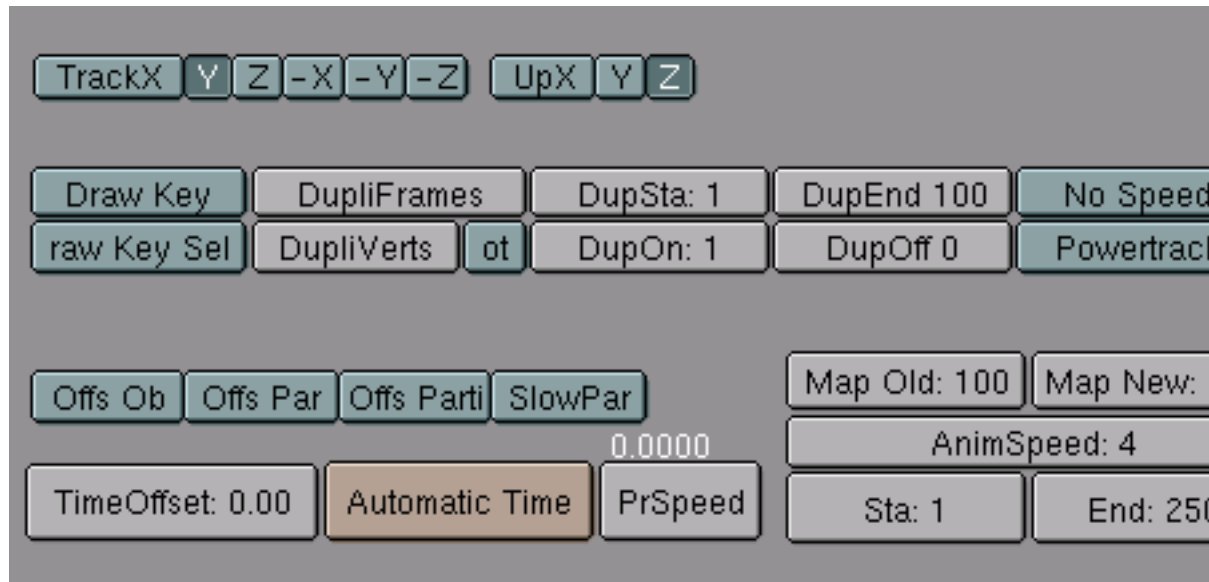 TrackX Y Z -X -Y -Z UpX Y Z
Draw Key DupliFrames DupSta: 1 DupEnd 100 No Speed
raw Key Sel DupliVerts ot DupOn: 1 DupOff 0 Powertrac
Map Old: 100 Map New:
Offs Ob Offs Par Offs Parti SlowPar
0.0000 AnimSpeed: 4
TimeOffset: 0.00 Automatic Time PrSpeed Sta: 1 End: 250